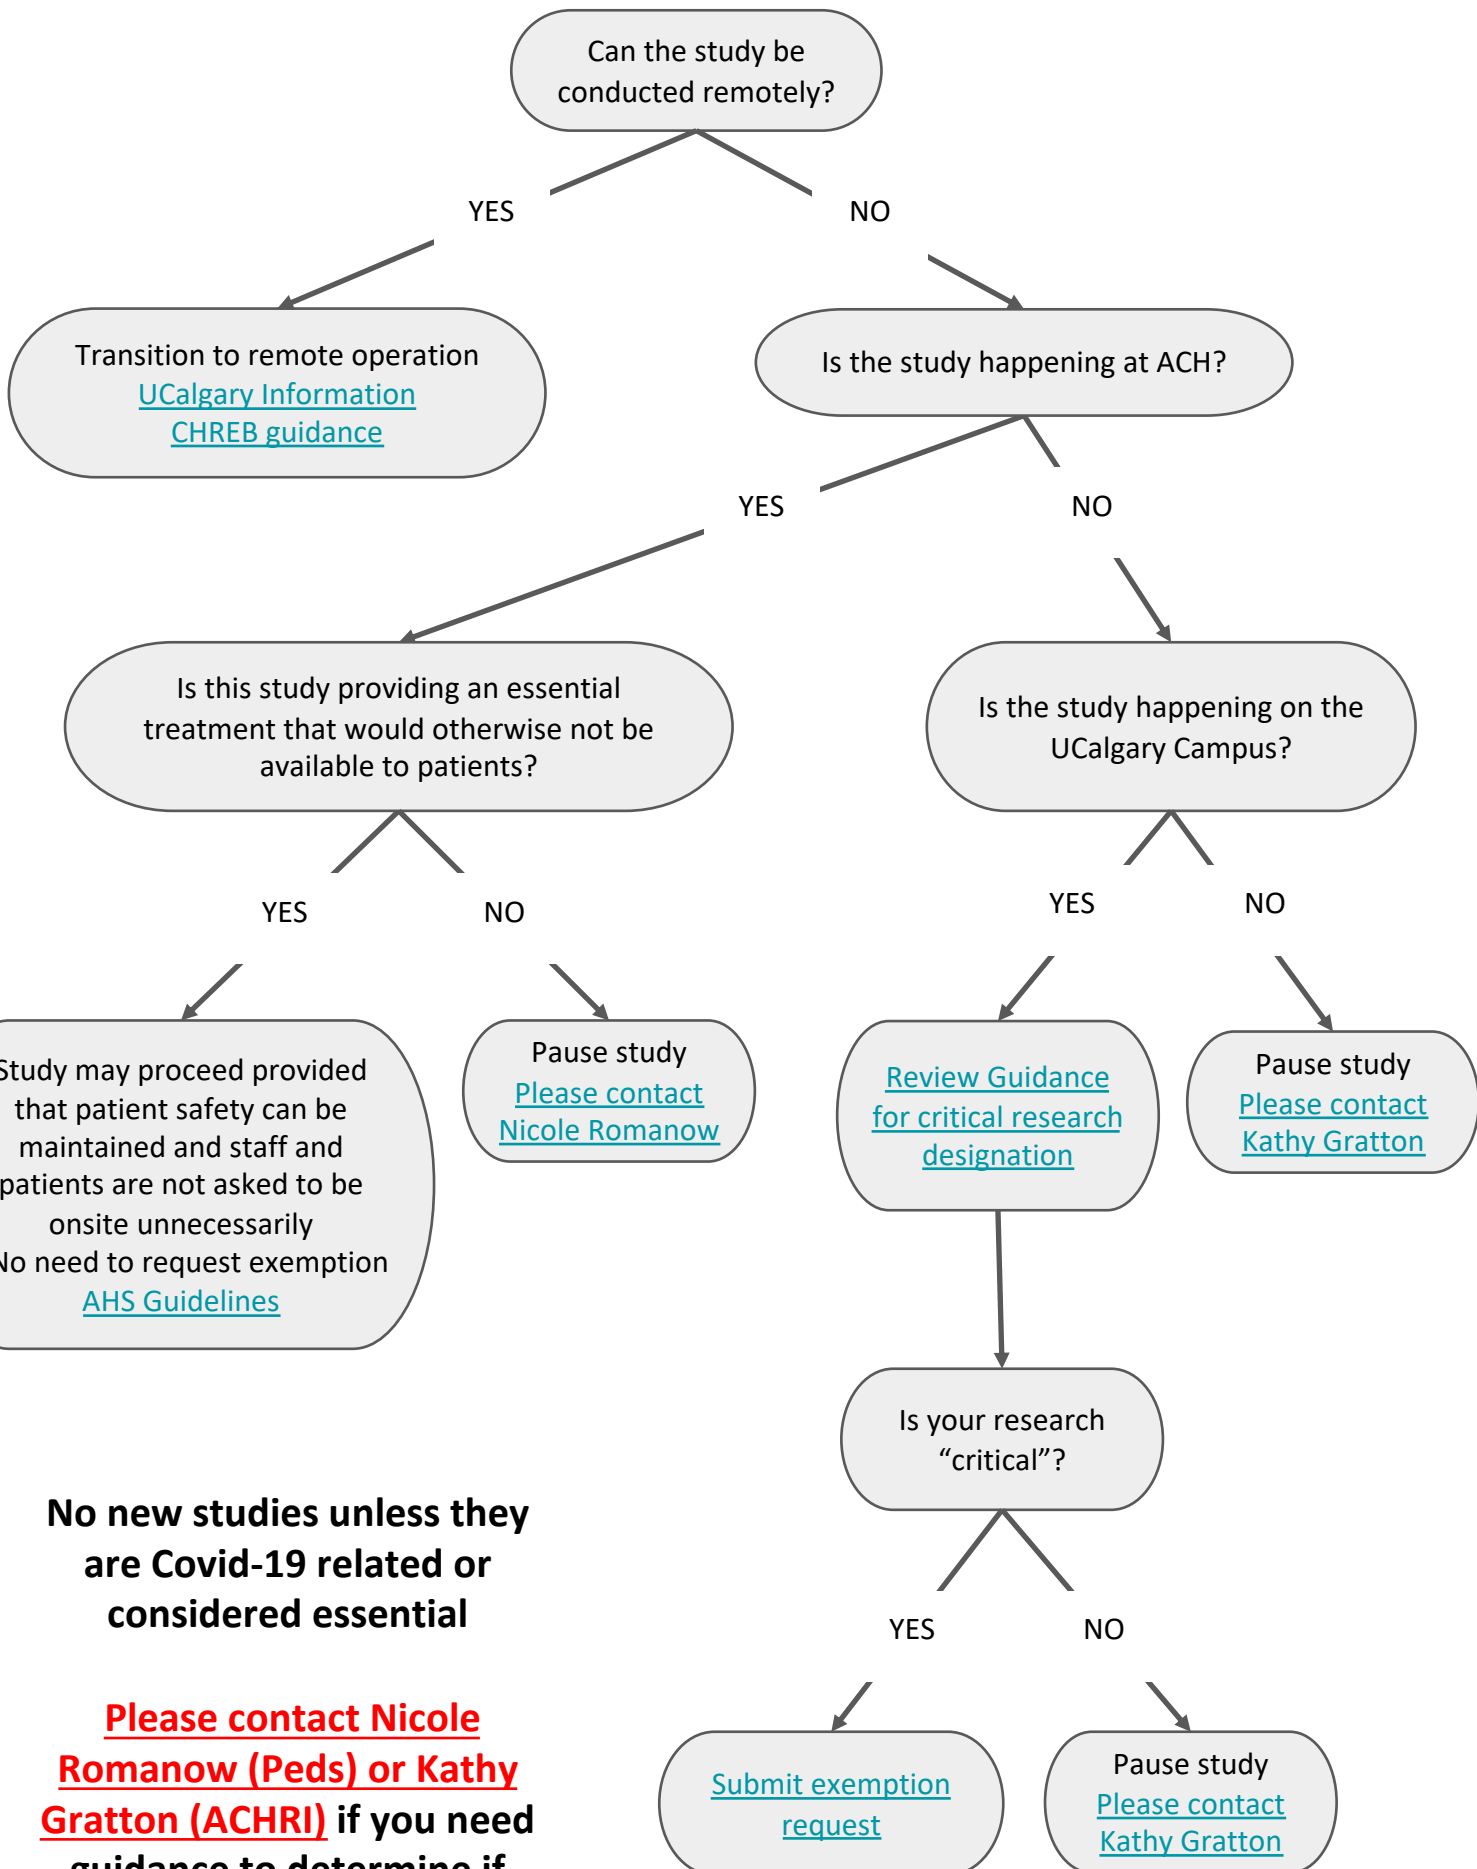 Can the study be
conducted remotely?
YES
NO
Transition to remote operation
UCalgary Information
CHREB guidance
Is the study happening at ACH?
YES
NO
Is this study providing an essential
treatment that would otherwise not be
available to patients?
Is the study happening on the
UCalgary Campus?
YES
NO
YES
NO
Study may proceed provided
that patient safety can be
maintained and staff and
patients are not asked to be
onsite unnecessarily
No need to request exemption
AHS Guidelines
Pause study
Please contact
Nicole Romanow
Review Guidance
for critical research
designation
Pause study
Please contact
Kathy Gratton
Is your research
“critical”?
No new studies unless they
are Covid-19 related or
considered essential
YES
NO
Please contact Nicole
Romanow (Peds) or Kathy
Gratton (ACHRI) if you need
guidance to determine if
Submit exemption
request
Pause study
Please contact
Kathy Gratton